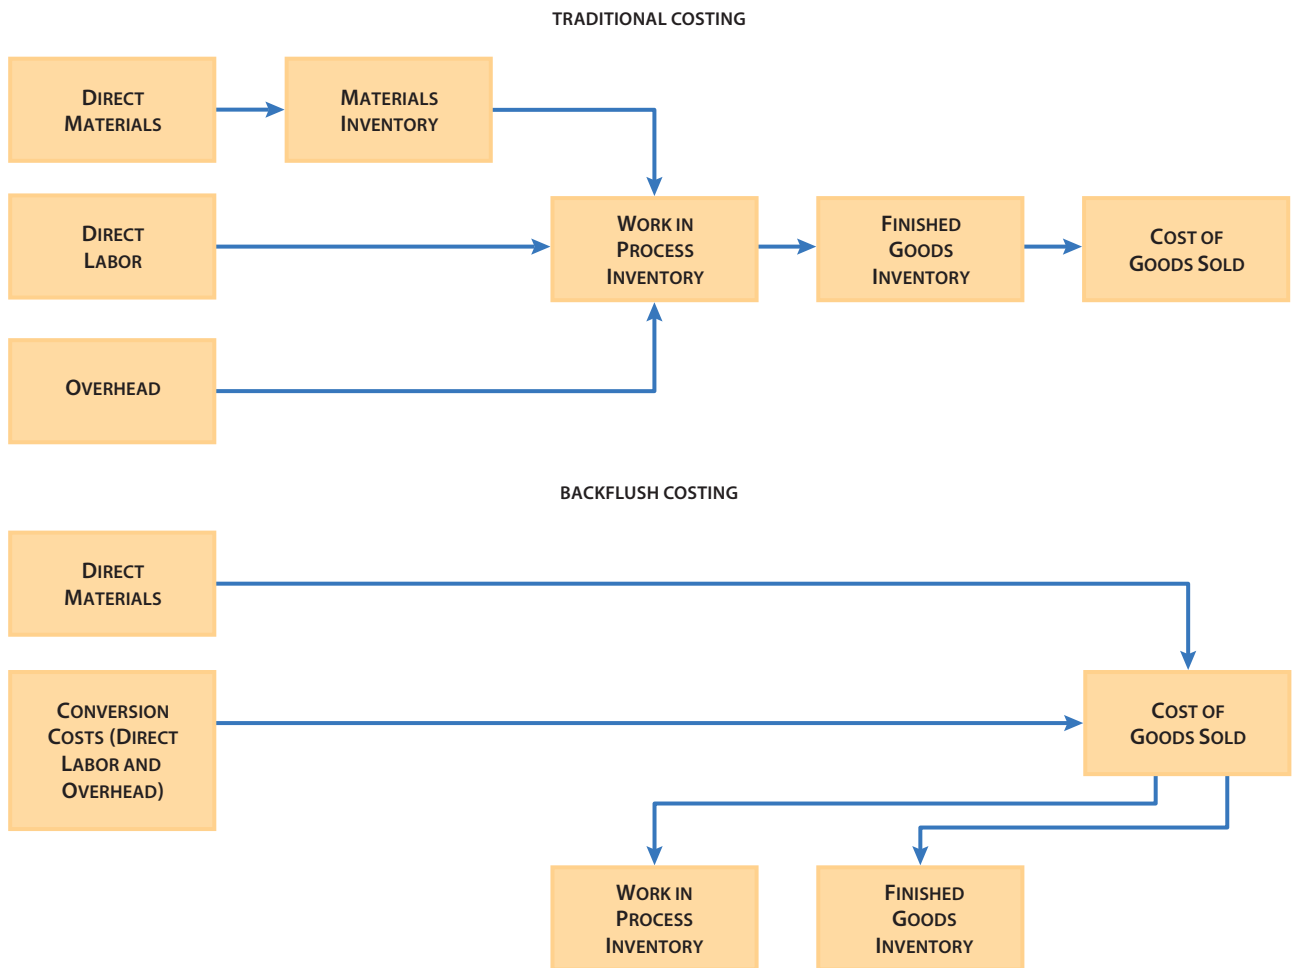 TRADITIONAL COSTING
DIRECT
MATERIALS
MATERIALS
INVENTORY
DIRECT
LABOR
WORK IN
PROCESS
INVENTORY
FINISHED
GOODS
INVENTORY
COST OF
GOODS SOLD
OVERHEAD
BACKFLUSH COSTING
DIRECT
MATERIALS
CONVERSION
COSTS (DIRECT
LABOR AND
OVERHEAD)
COST OF
GOODS SOLD
WORK IN
PROCESS
INVENTORY
FINISHED
GOODS
INVENTORY